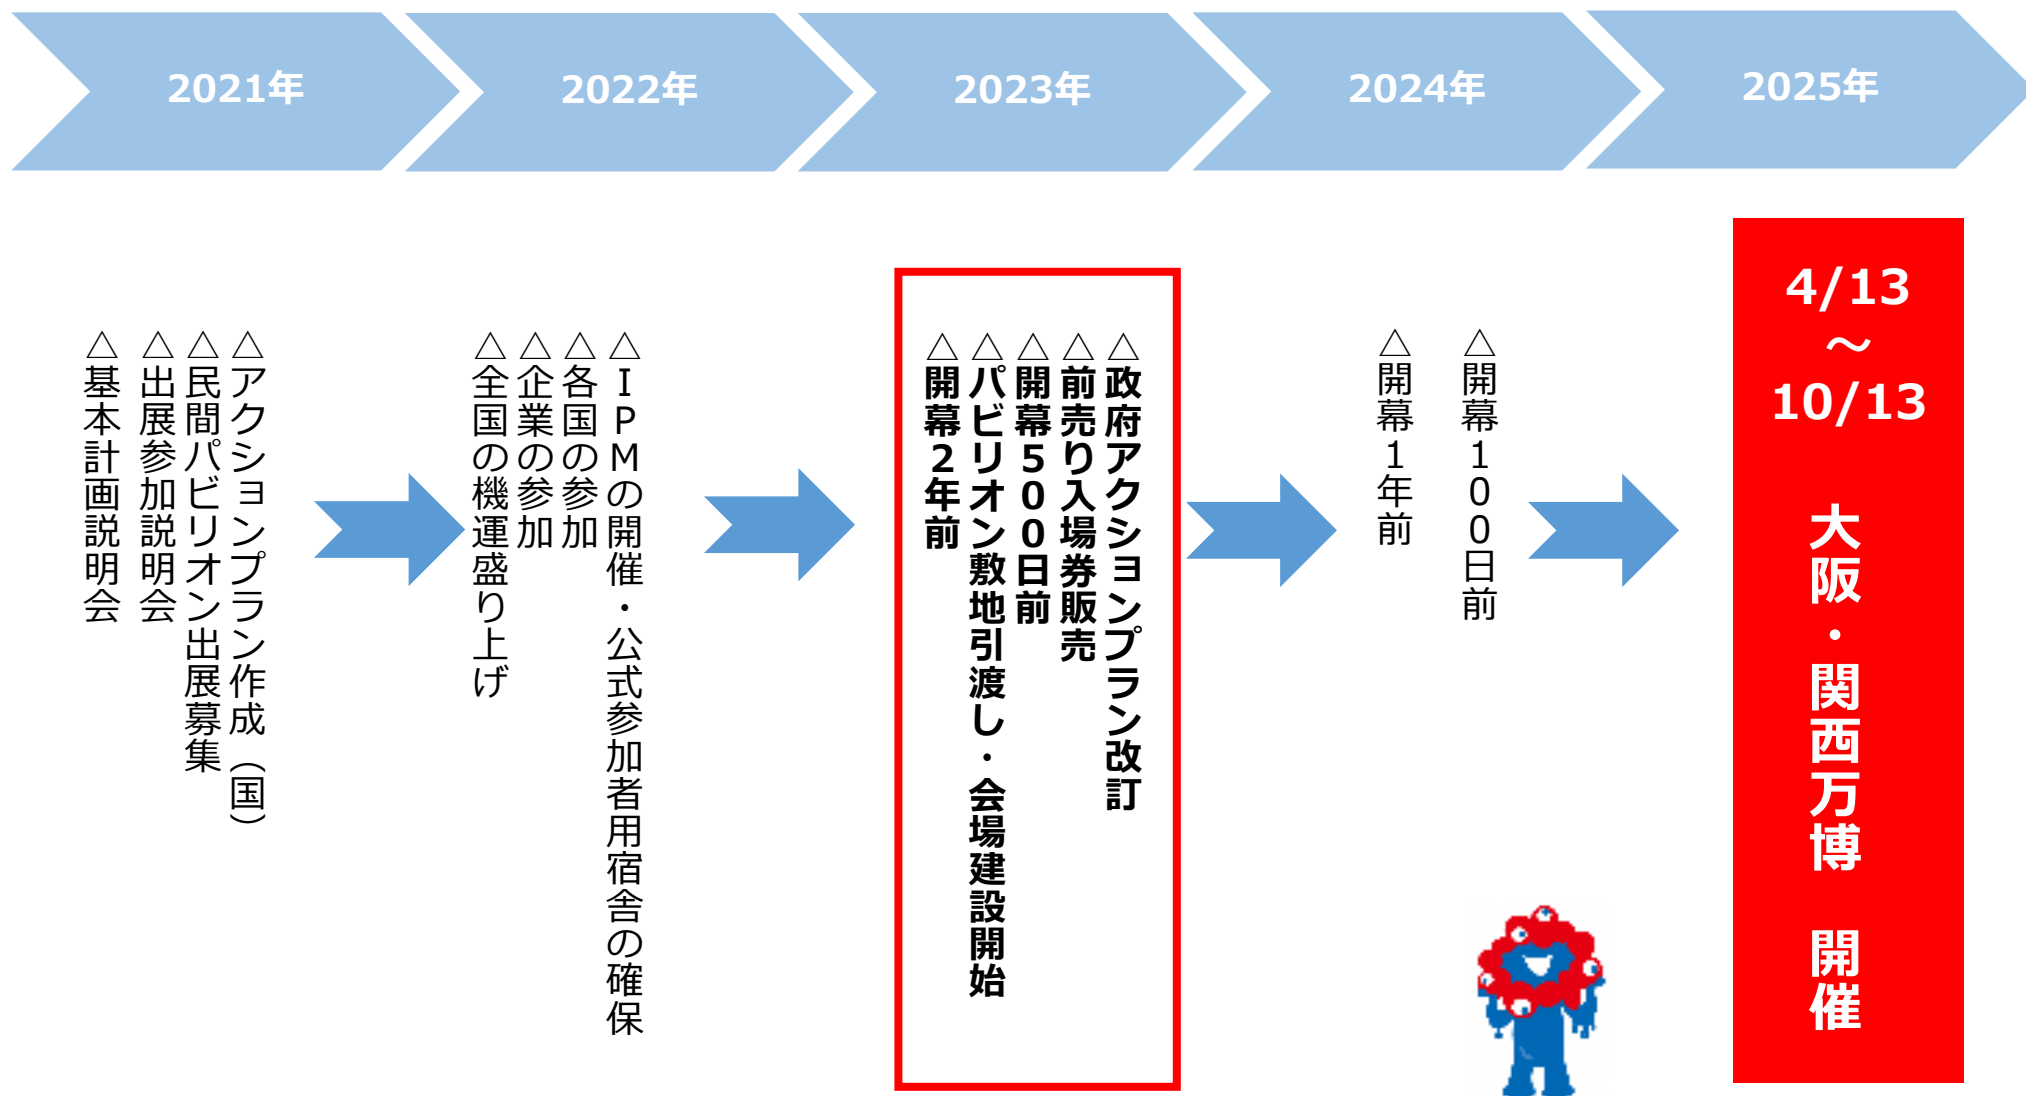 2021年
2022年
2023年
2024年
2025年
△基本計画説明会
△出展参加説明会
△民間パビリオン出展募集
△アクションプラン作成（国）
△全国の機運盛り上げ
△企業の参加
△各国の参加
△ＩＰＭの開催・公式参加者用宿舎の確保
△開幕２年前
△パビリオン敷地引渡し・会場建設開始
△開幕５００日前
△前売り入場券販売
△政府アクションプラン改訂
△開幕１年前
△開幕１００日前
4/13
～
10/13
大阪・関西万博　開催